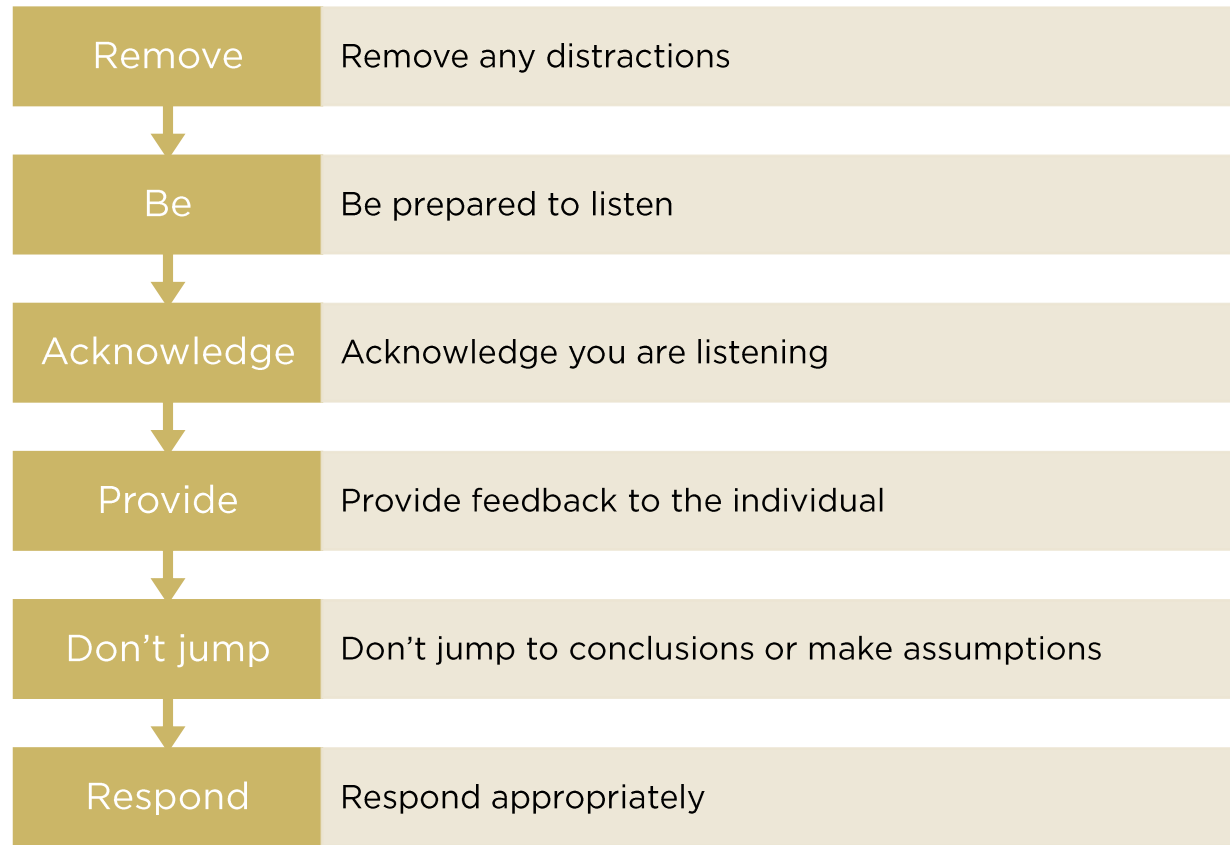 Remove
Remove any distractions
Be
Be prepared to listen
Acknowledge
Acknowledge you are listening
Provide
Provide feedback to the individual
Don’t jump
Don’t jump to conclusions or make assumptions
Respond
Respond appropriately